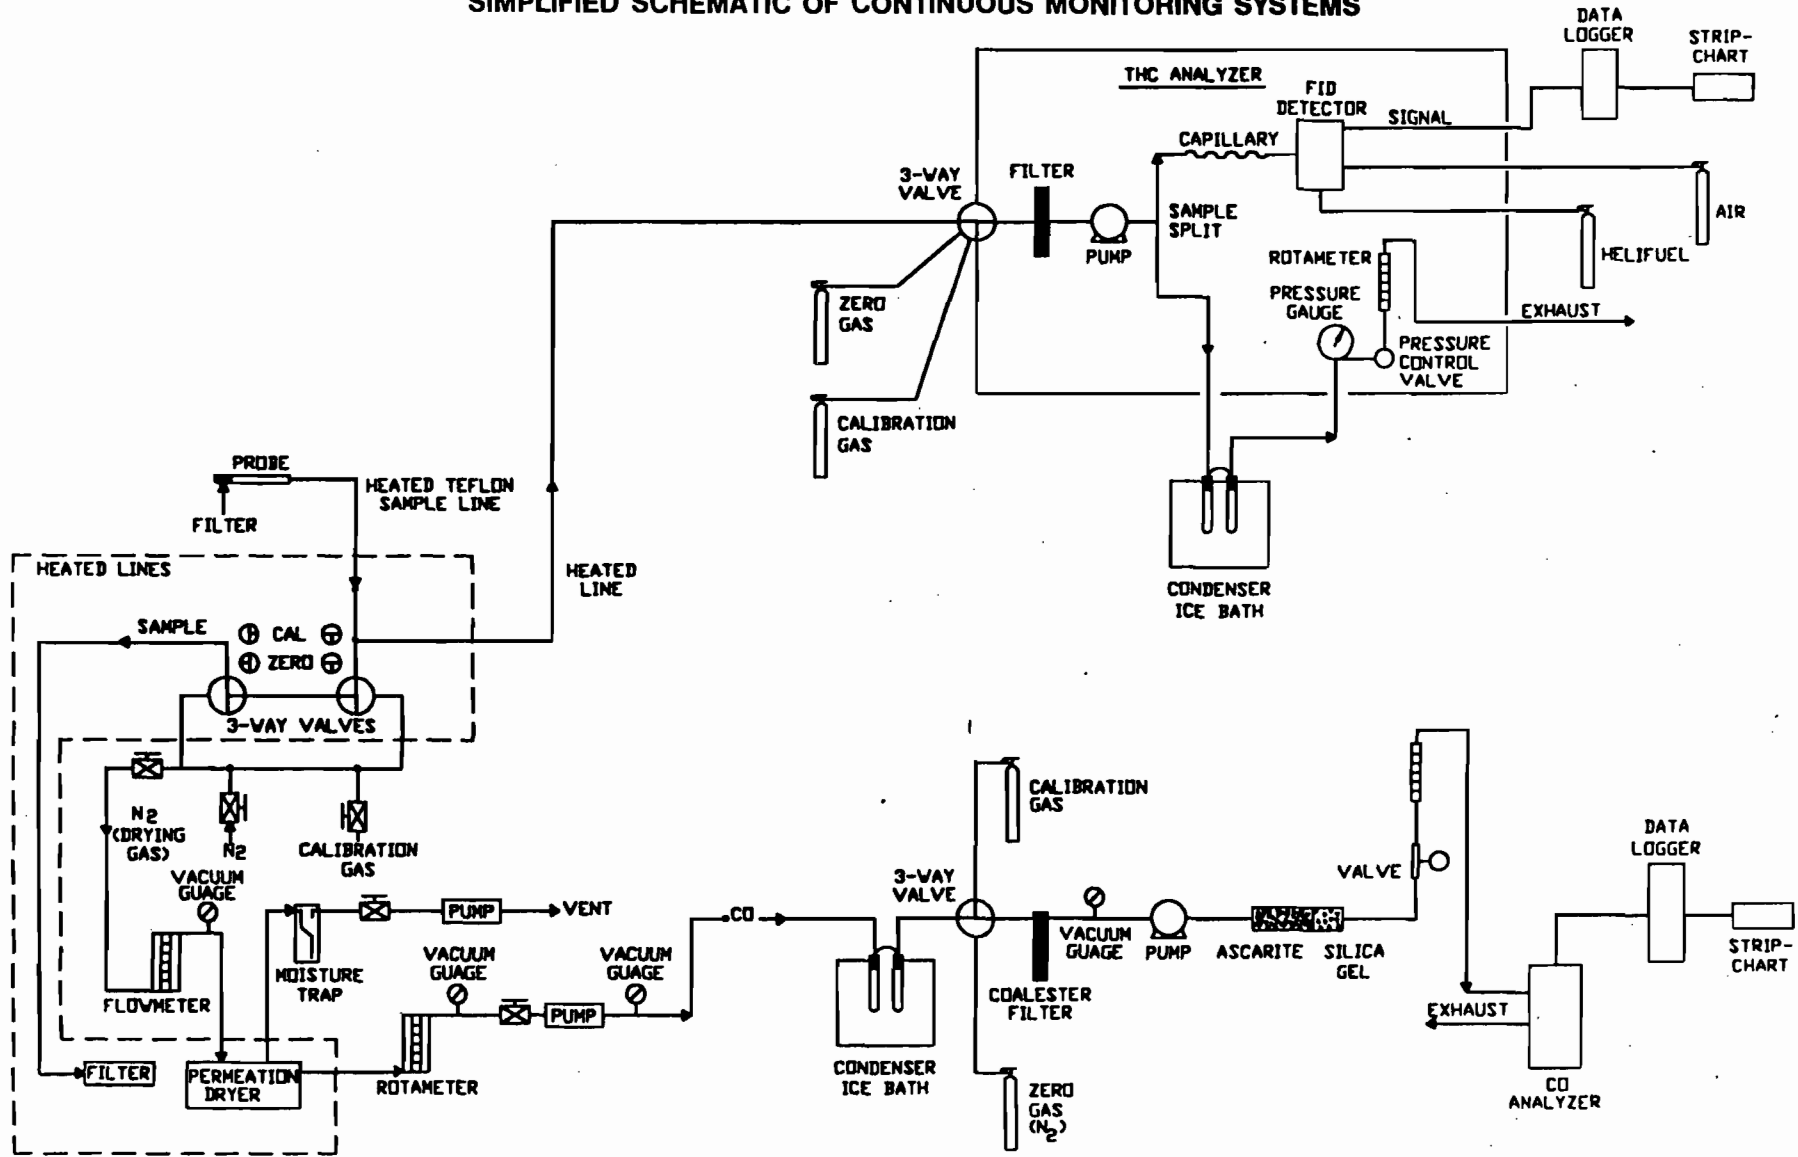 SIMPLIFIED SCHEMATIC OF CONTINUOUS MONITORING SYSTEMS
DATA
LOGGER
STRIP-
CHART
THC ANALYZER
FID
DETECTOR
SIGNAL
CAPILLARY
3-WAY
VALVE
FILTER
SAMPLE
SPLIT
PUMP
AIR
HELIFUEL
ROTAMETER
PRESSURE
GAUGE
EXHAUST
PRESSURE
CONTROL
VALVE
ZERO
GAS
CALIBRATION
GAS
CONDENSER
ICE BATH
PROBE
FILTER
HEATED TEFLON
SAMPLE LINE
HEATED LINES
HEATED
LINE
SAMPLE
CAL
ZERO
3-WAY VALVES
N2
(DRYING
GAS)
N2
CALIBRATION
GAS
VACUUM
GUAGE
FLOWMETER
MOISTURE
TRAP
PUMP
VENT
FILTER
PERMEATION
DRYER
ROTAMETER
VACUUM
GUAGE
PUMP
VACUUM
GUAGE
CO
CONDENSER
ICE BATH
3-WAY
VALVE
CALIBRATION
GAS
COALESTER
FILTER
ZERO
GAS
(N2)
VACUUM
GUAGE
PUMP
ASCARITE
SILICA
GEL
VALVE
EXHAUST
CO
ANALYZER
DATA
LOGGER
STRIP-
CHART